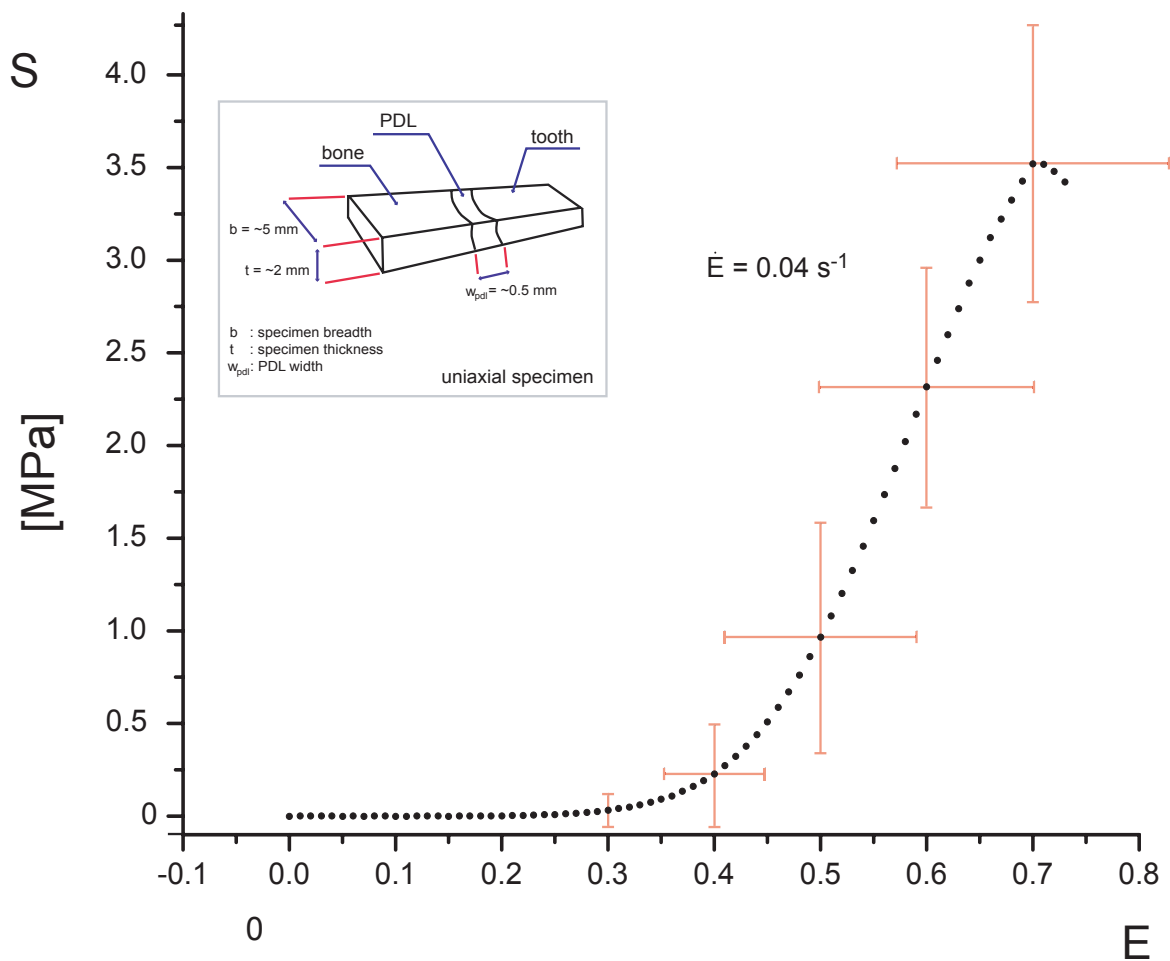 S
[MPa]
4.0
3.5
3.0
2.5
2.0
1.5
1.0
0.5
0
PDL
bone
tooth
b = ~5 mm
t = ~2 mm
wpdl = ~0.5 mm
b : specimen breadth
t : specimen thickness
wpdl: PDL width
uniaxial specimen
Ė = 0.04 s⁻¹
-0.1 0.0 0.1 0.2 0.3 0.4 0.5 0.6 0.7 0.8
0
E